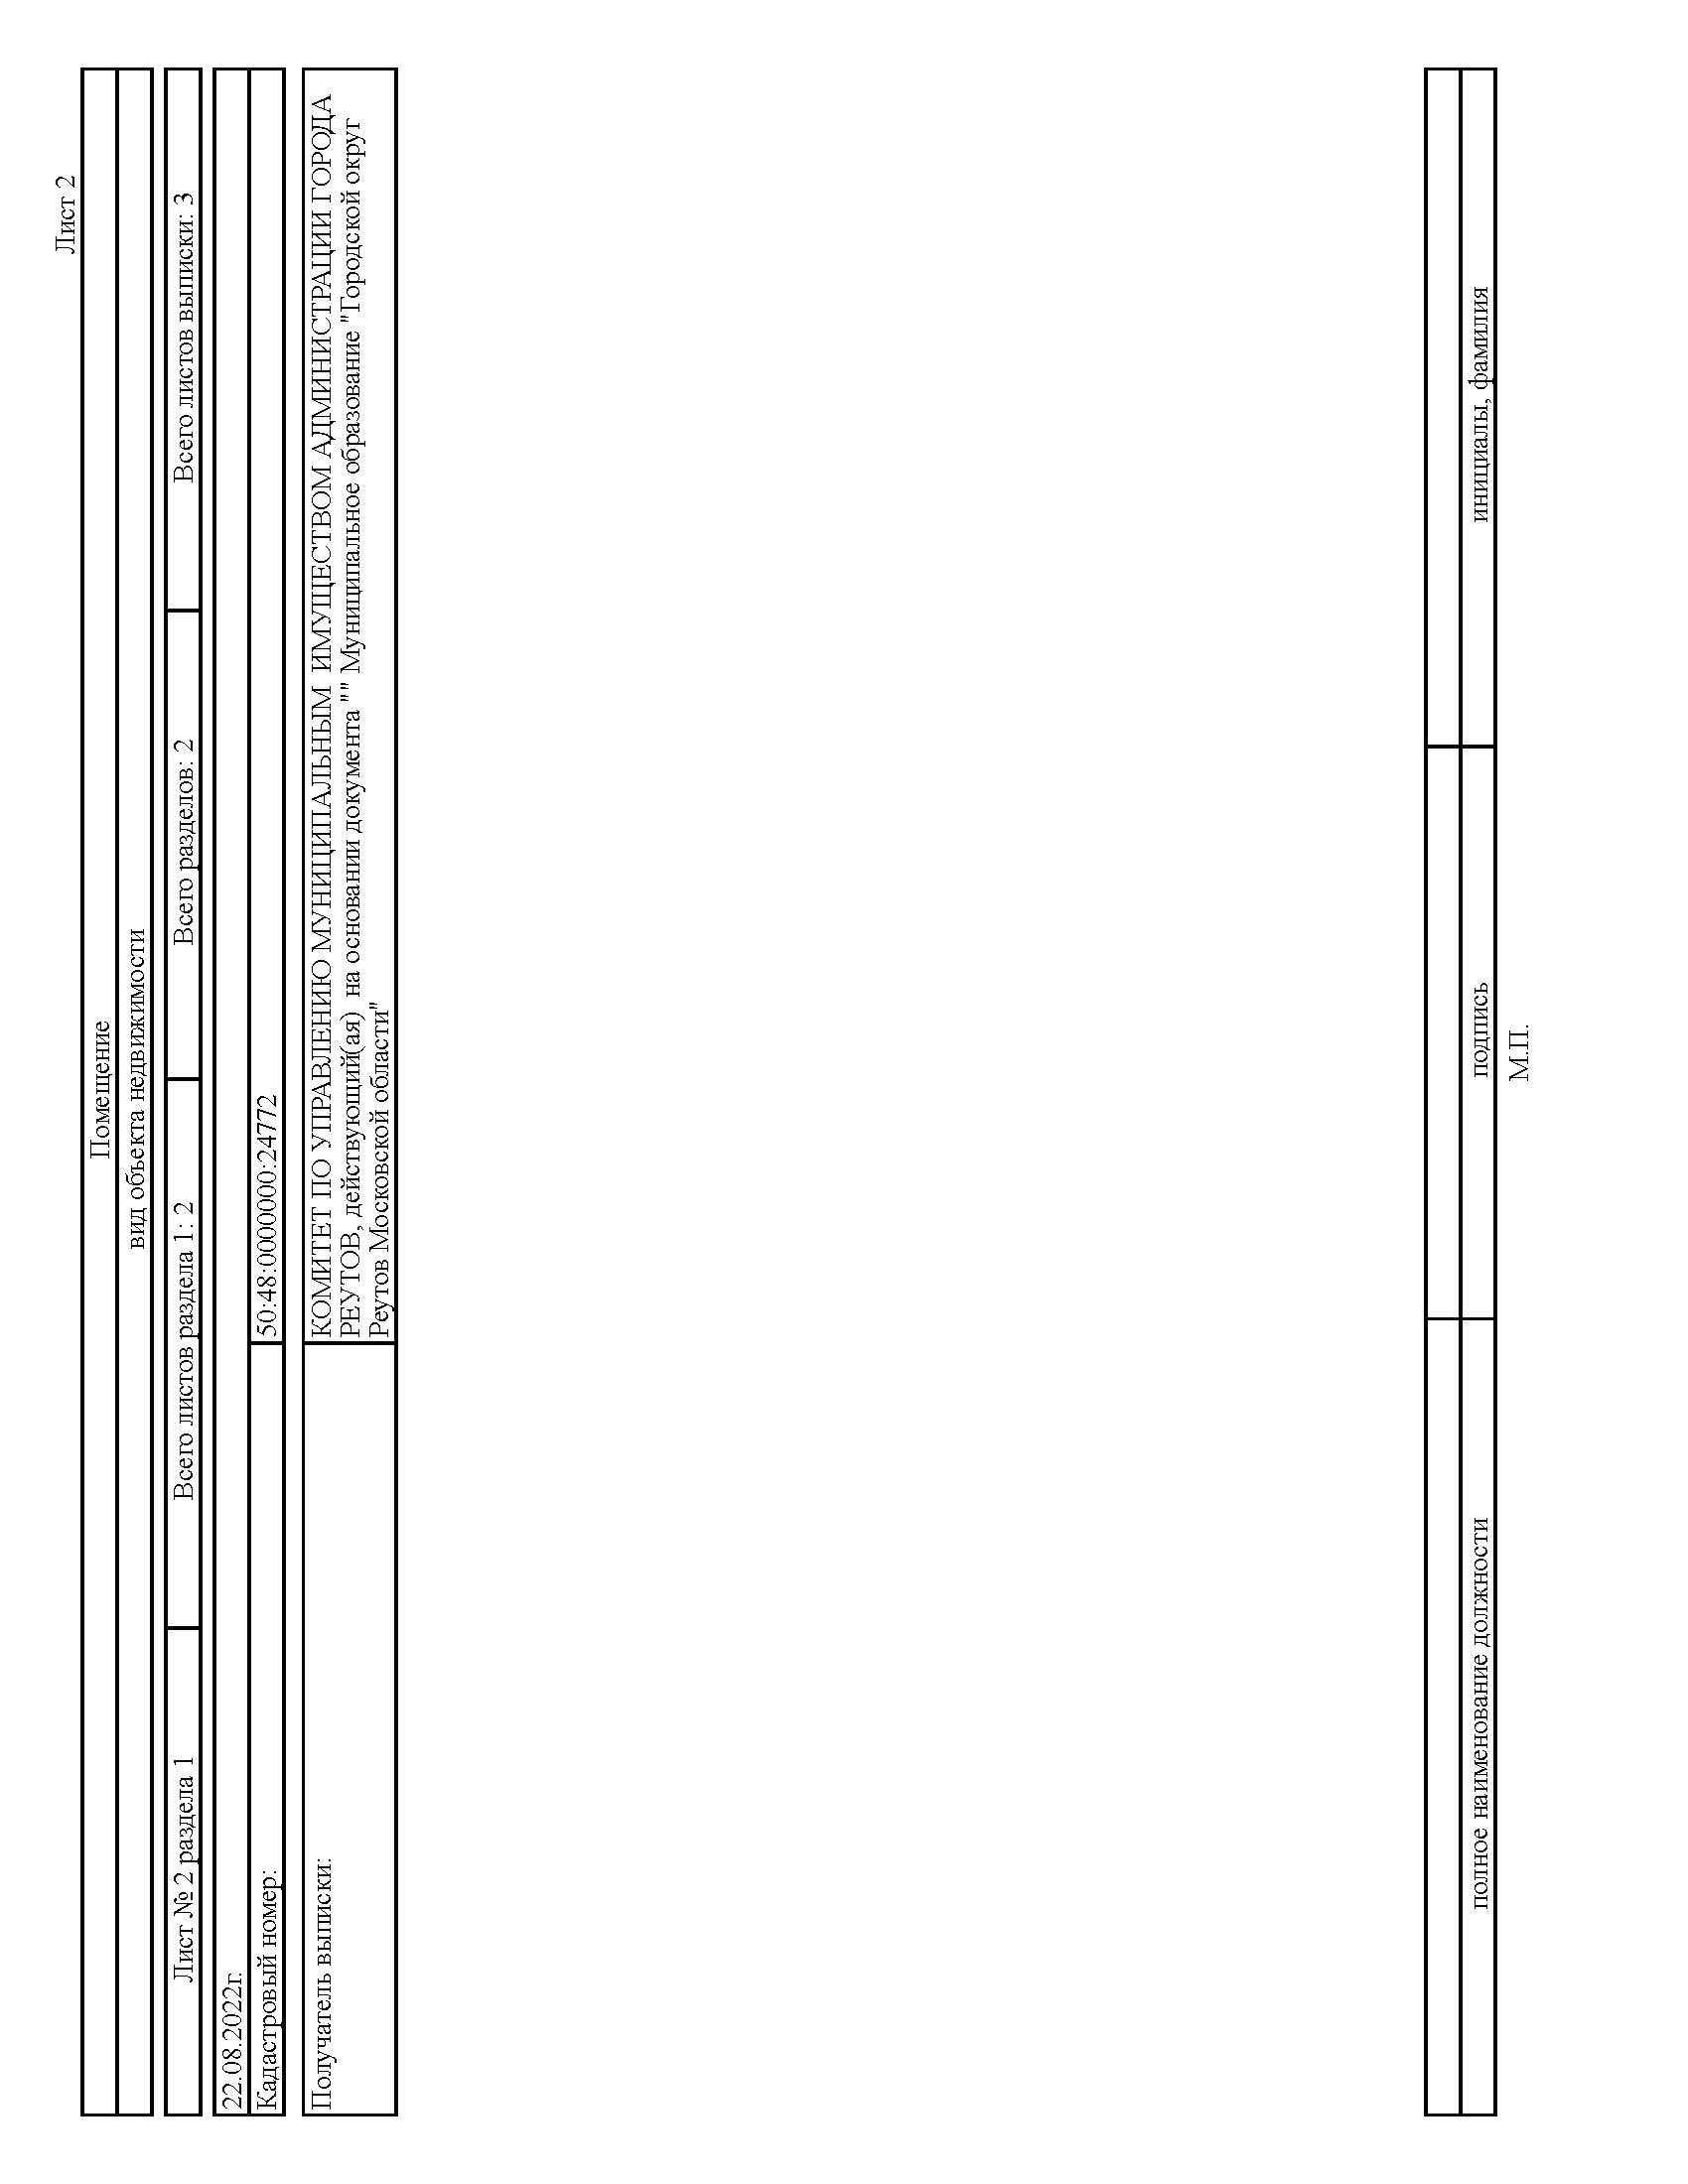 Лист 2
Помещение
вид объекта недвижимости
Лист № 2 раздела 1 Всего листов раздела 1: 2 Всего разделов: 2 Всего листов выписки: 3
22.08.2022г.
Кадастровый номер: 50:48:0000000:24772
Получатель выписки: КОМИТЕТ ПО УПРАВЛЕНИЮ МУНИЦИПАЛЬНЫМ ИМУЩЕСТВОМ АДМИНИСТРАЦИИ ГОРОДА
РЕУТОВ, действующий(ая) на основании документа "" Муниципальное образование "Городской округ
Реутов Московской области"
полное наименование должности подпись инициалы, фамилия
М.П.